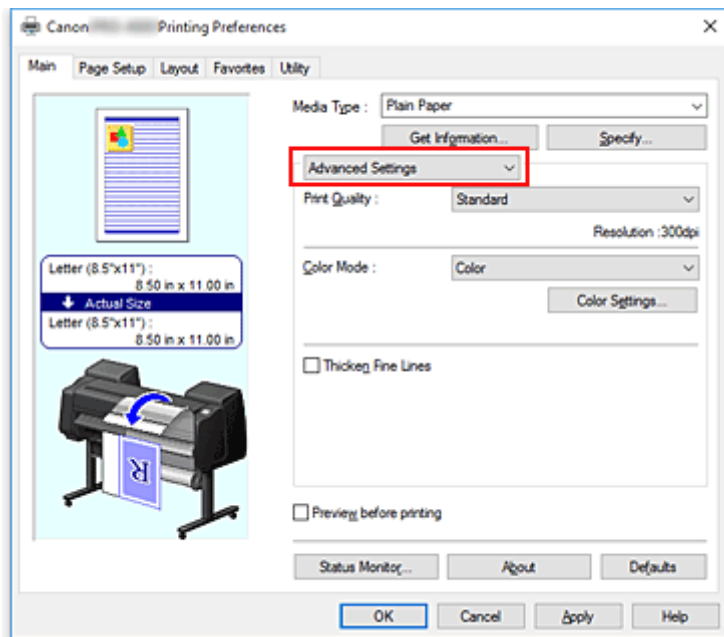 Canon Printing Preferences
Main Page Setup Layout Favorites Utility
Media Type : Plain Paper
Get Information... Specify...
Advanced Settings
Print Quality : Standard
Resolution :300dpi
Letter (8.5"x11") :
8.50 in x 11.00 in
Actual Size
Letter (8.5"x11") :
8.50 in x 11.00 in
Color Mode : Color
Color Settings...
Thicken Fine Lines
R
Preview before printing
Status Monitor... About Defaults
OK Cancel Apply Help